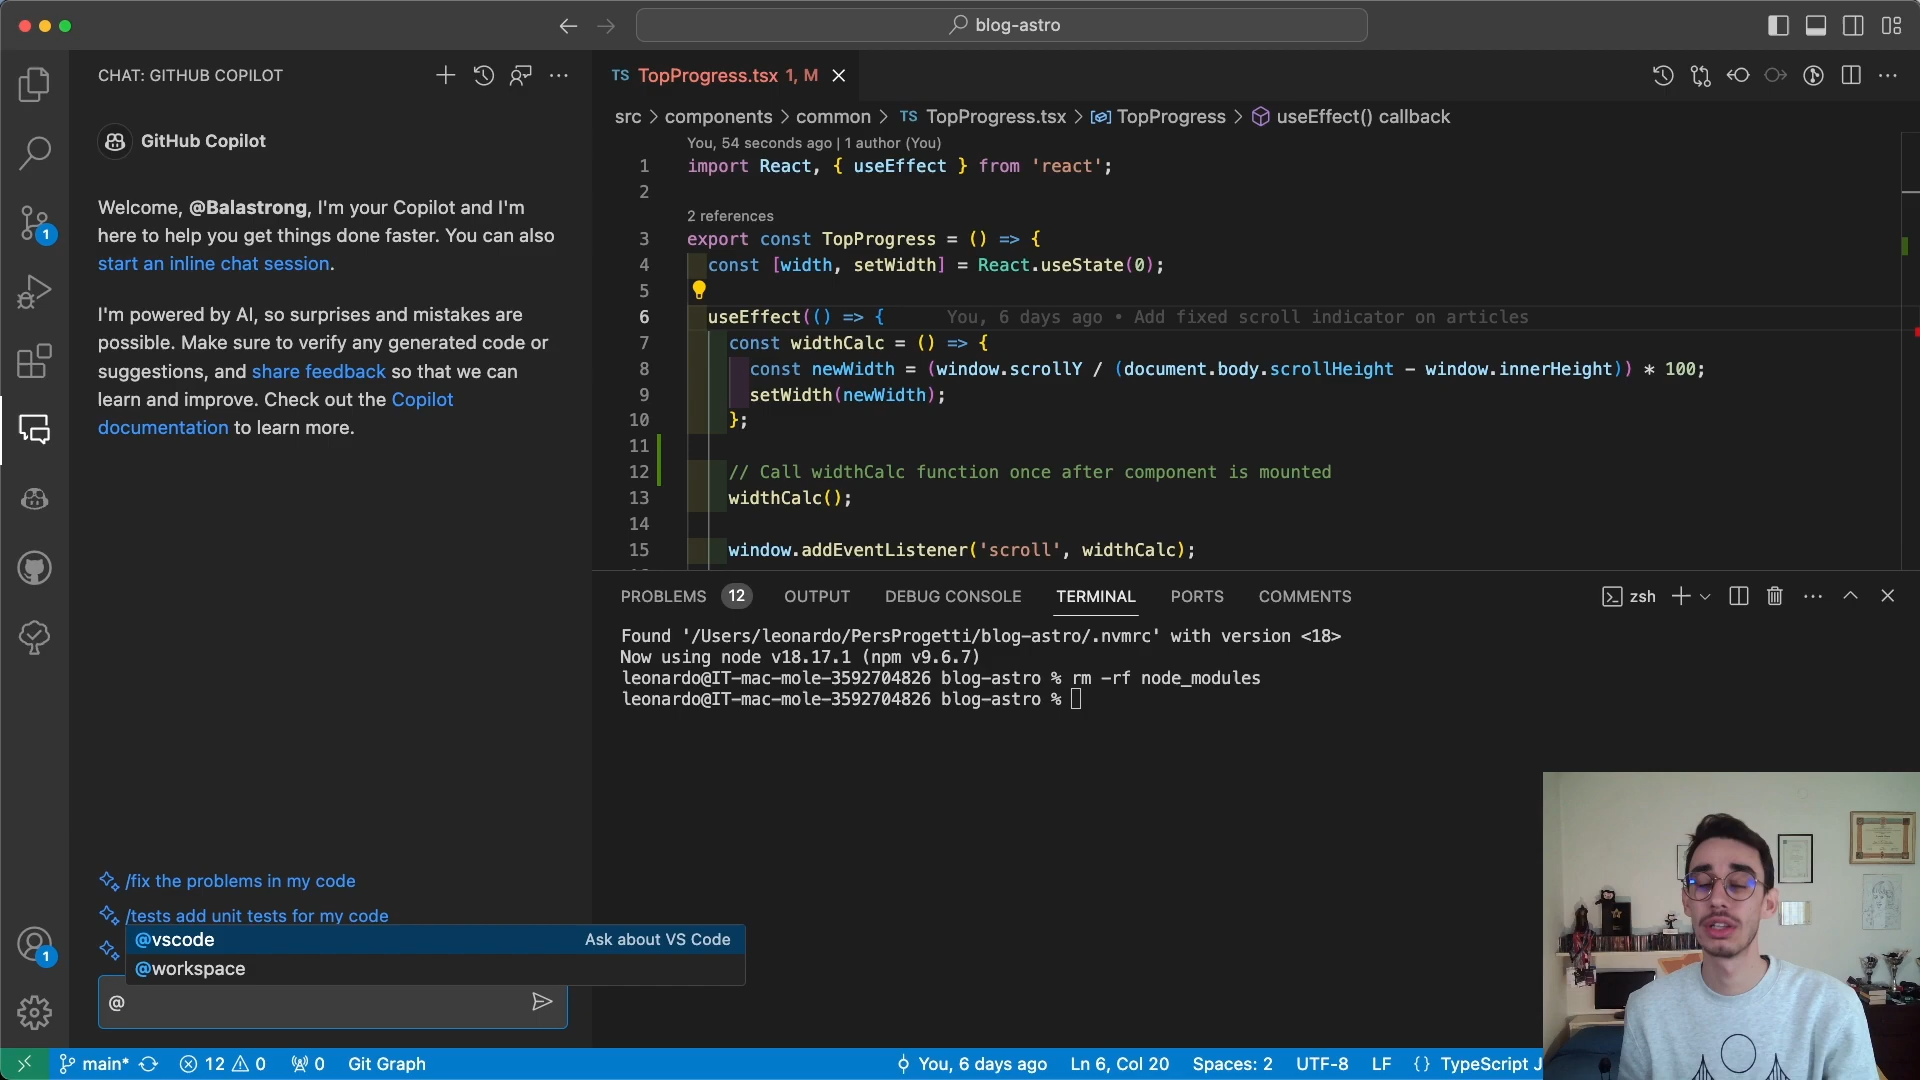 blog-astro
CHAT: GITHUB COPILOT
GitHub Copilot
Welcome, @Balastrong, I'm your Copilot and I'm
here to help you get things done faster. You can also
start an inline chat session.
I'm powered by AI, so surprises and mistakes are
possible. Make sure to verify any generated code or
suggestions, and share feedback so that we can
learn and improve. Check out the Copilot
documentation to learn more.
/fix the problems in my code
/tests add unit tests for my code
@vscode Ask about VS Code
@workspace
@
TS TopProgress.tsx 1, M
src > components > common > TS TopProgress.tsx > TopProgress > useEffect() callback
You, 54 seconds ago | 1 author (You)
1 import React, { useEffect } from 'react';
2
2 references
3 export const TopProgress = () => {
4 const [width, setWidth] = React.useState(0);
5
6 useEffect(() => { You, 6 days ago • Add fixed scroll indicator on articles
7 const widthCalc = () => {
8 const newWidth = (window.scrollY / (document.body.scrollHeight - window.innerHeight)) * 100;
9 setWidth(newWidth);
10 };
11
12 // Call widthCalc function once after component is mounted
13 widthCalc();
14
15 window.addEventListener('scroll', widthCalc);
PROBLEMS 12 OUTPUT DEBUG CONSOLE TERMINAL PORTS COMMENTS zsh
Found '/Users/leonardo/PersProgetti/blog-astro/.nvmrc' with version <18>
Now using node v18.17.1 (npm v9.6.7)
leonardo@IT-mac-mole-3592704826 blog-astro % rm -rf node_modules
leonardo@IT-mac-mole-3592704826 blog-astro %
1
1
main* 12 0 0 Git Graph You, 6 days ago Ln 6, Col 20 Spaces: 2 UTF-8 LF {} TypeScript J